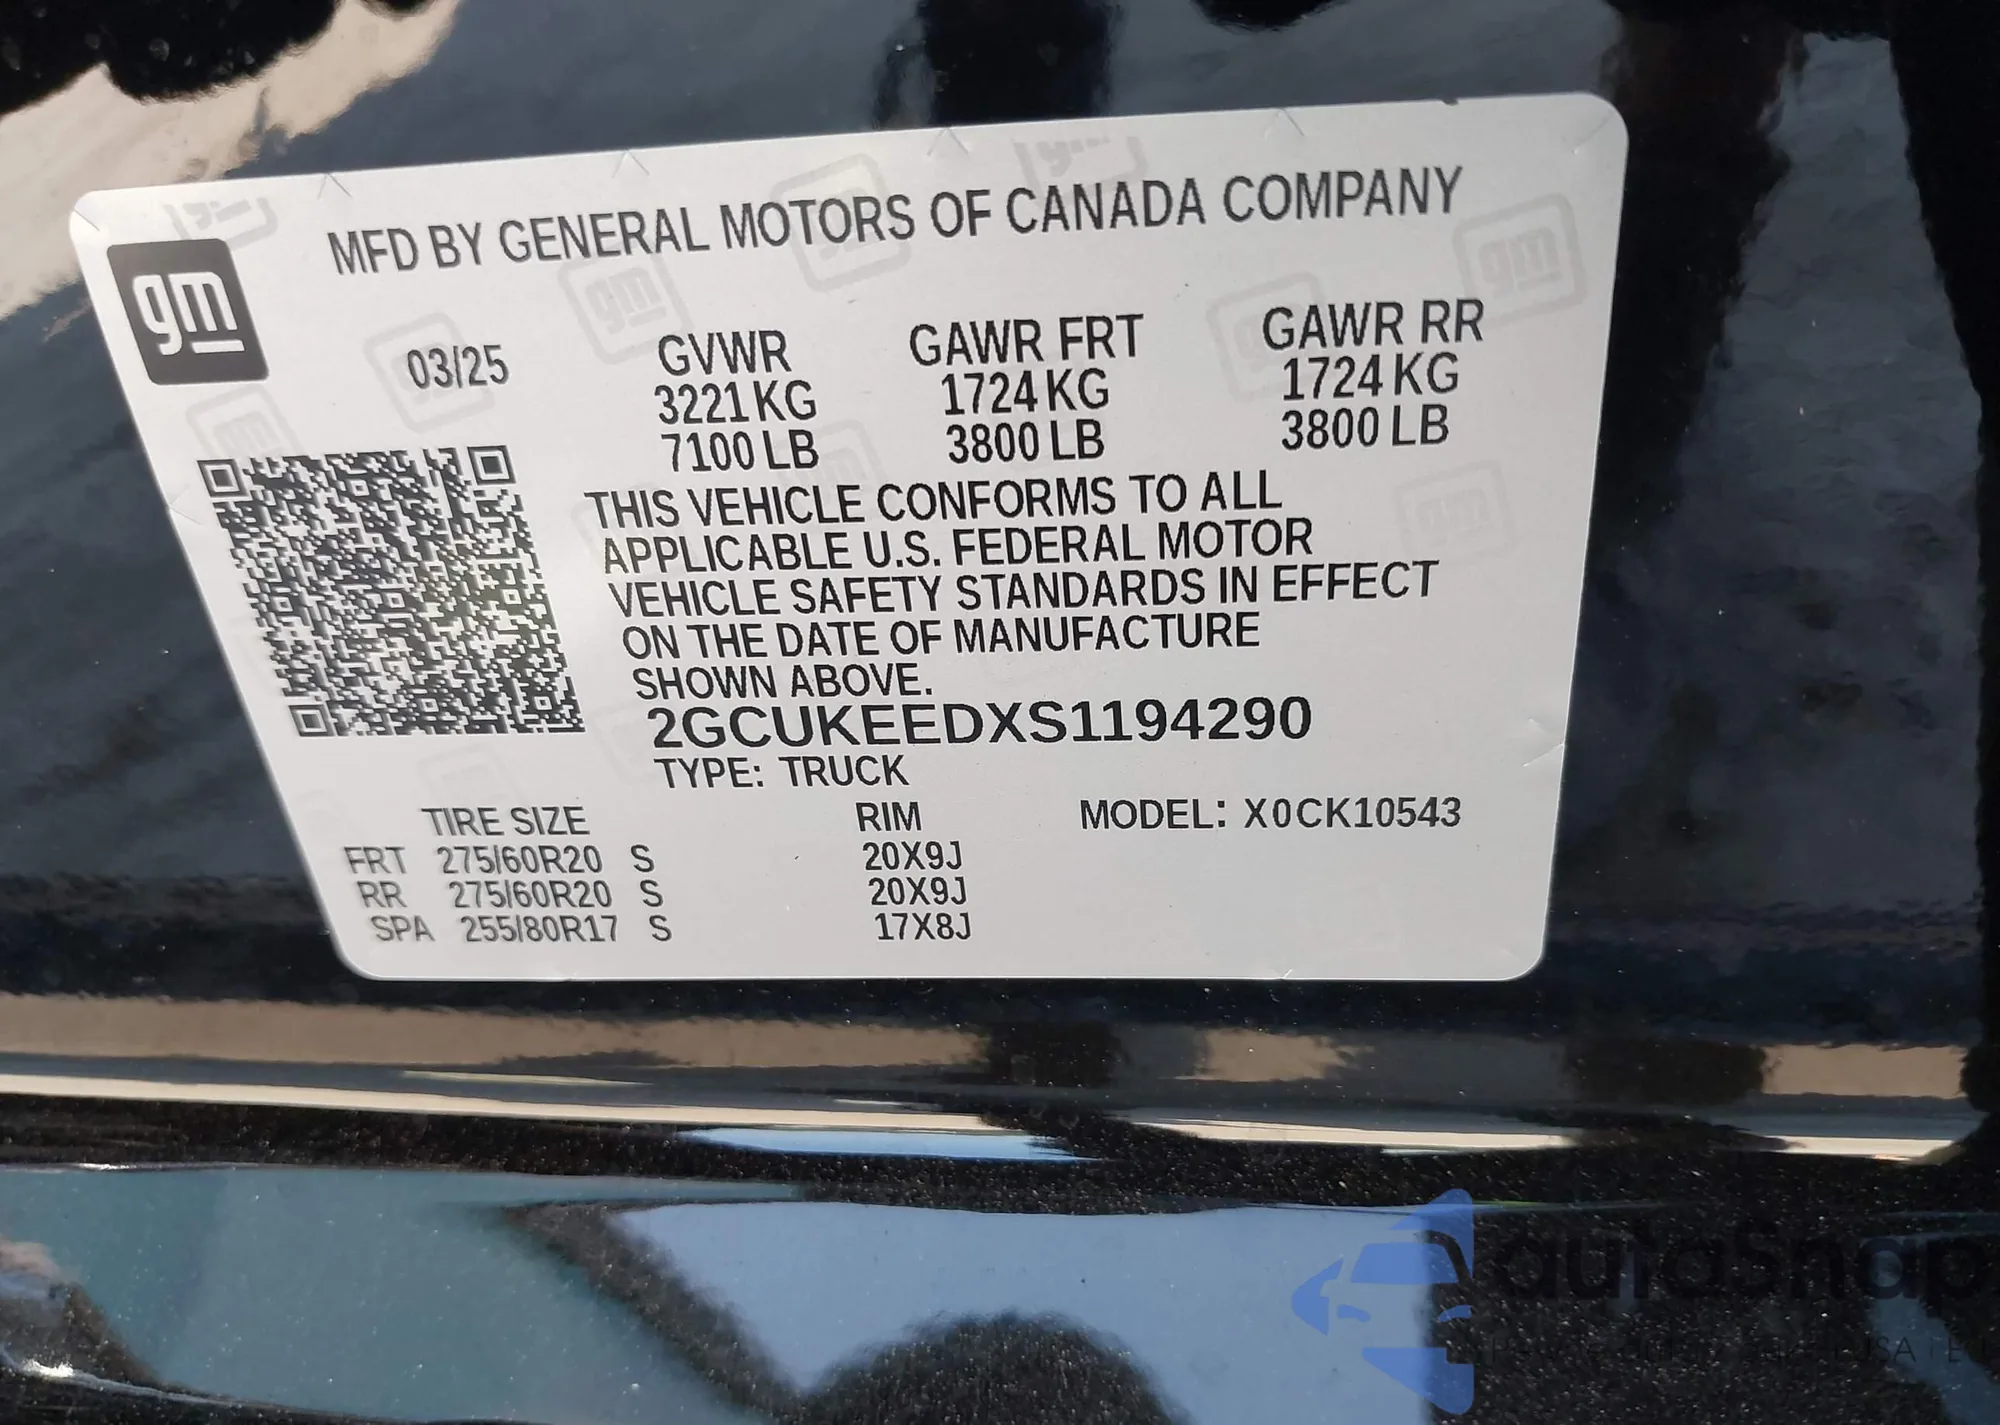 MFD BY GENERAL MOTORS OF CANADA COMPANY
gm
03/25
GVWR GAWR FRT GAWR RR
3221 KG 1724 KG 1724 KG
7100 LB 3800 LB 3800 LB
THIS VEHICLE CONFORMS TO ALL
APPLICABLE U.S. FEDERAL MOTOR
VEHICLE SAFETY STANDARDS IN EFFECT
ON THE DATE OF MANUFACTURE
SHOWN ABOVE.
2GCUKEEDXS1194290
TYPE: TRUCK
TIRE SIZE RIM MODEL: X0CK10543
FRT 275/60R20 S 20X9J
RR 275/60R20 S 20X9J
SPA 255/80R17 S 17X8J
autoSnap